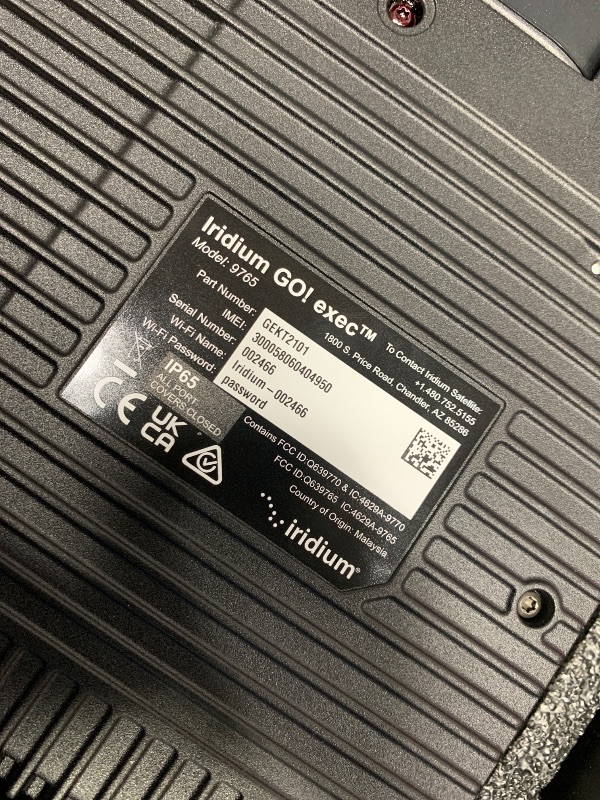 Iridium GO! exec™
Model: 9765
To Contact Iridium Satellite:
+1.480.752.5155
1800 S. Price Road, Chandler, AZ 85286
Part Number: GEKT2101
IMEI: 300058060404950
Serial Number: 002466
Wi-Fi Name: Iridium-002466
Wi-Fi Password: password
IP65
ALL PORT
COVERS CLOSED
CE
UK
CA
Contains FCC ID:Q639770 & IC:4629A-9770
FCC ID:Q639765 IC:4629A-9765
Country of Origin: Malaysia
iridium®